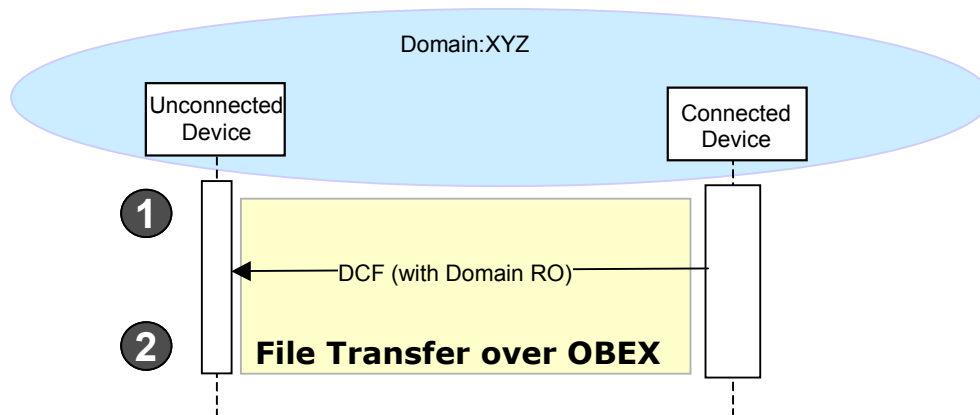 Domain:XYZ
Unconnected
Device
Connected
Device
1
DCF (with Domain RO)
2
File Transfer over OBEX